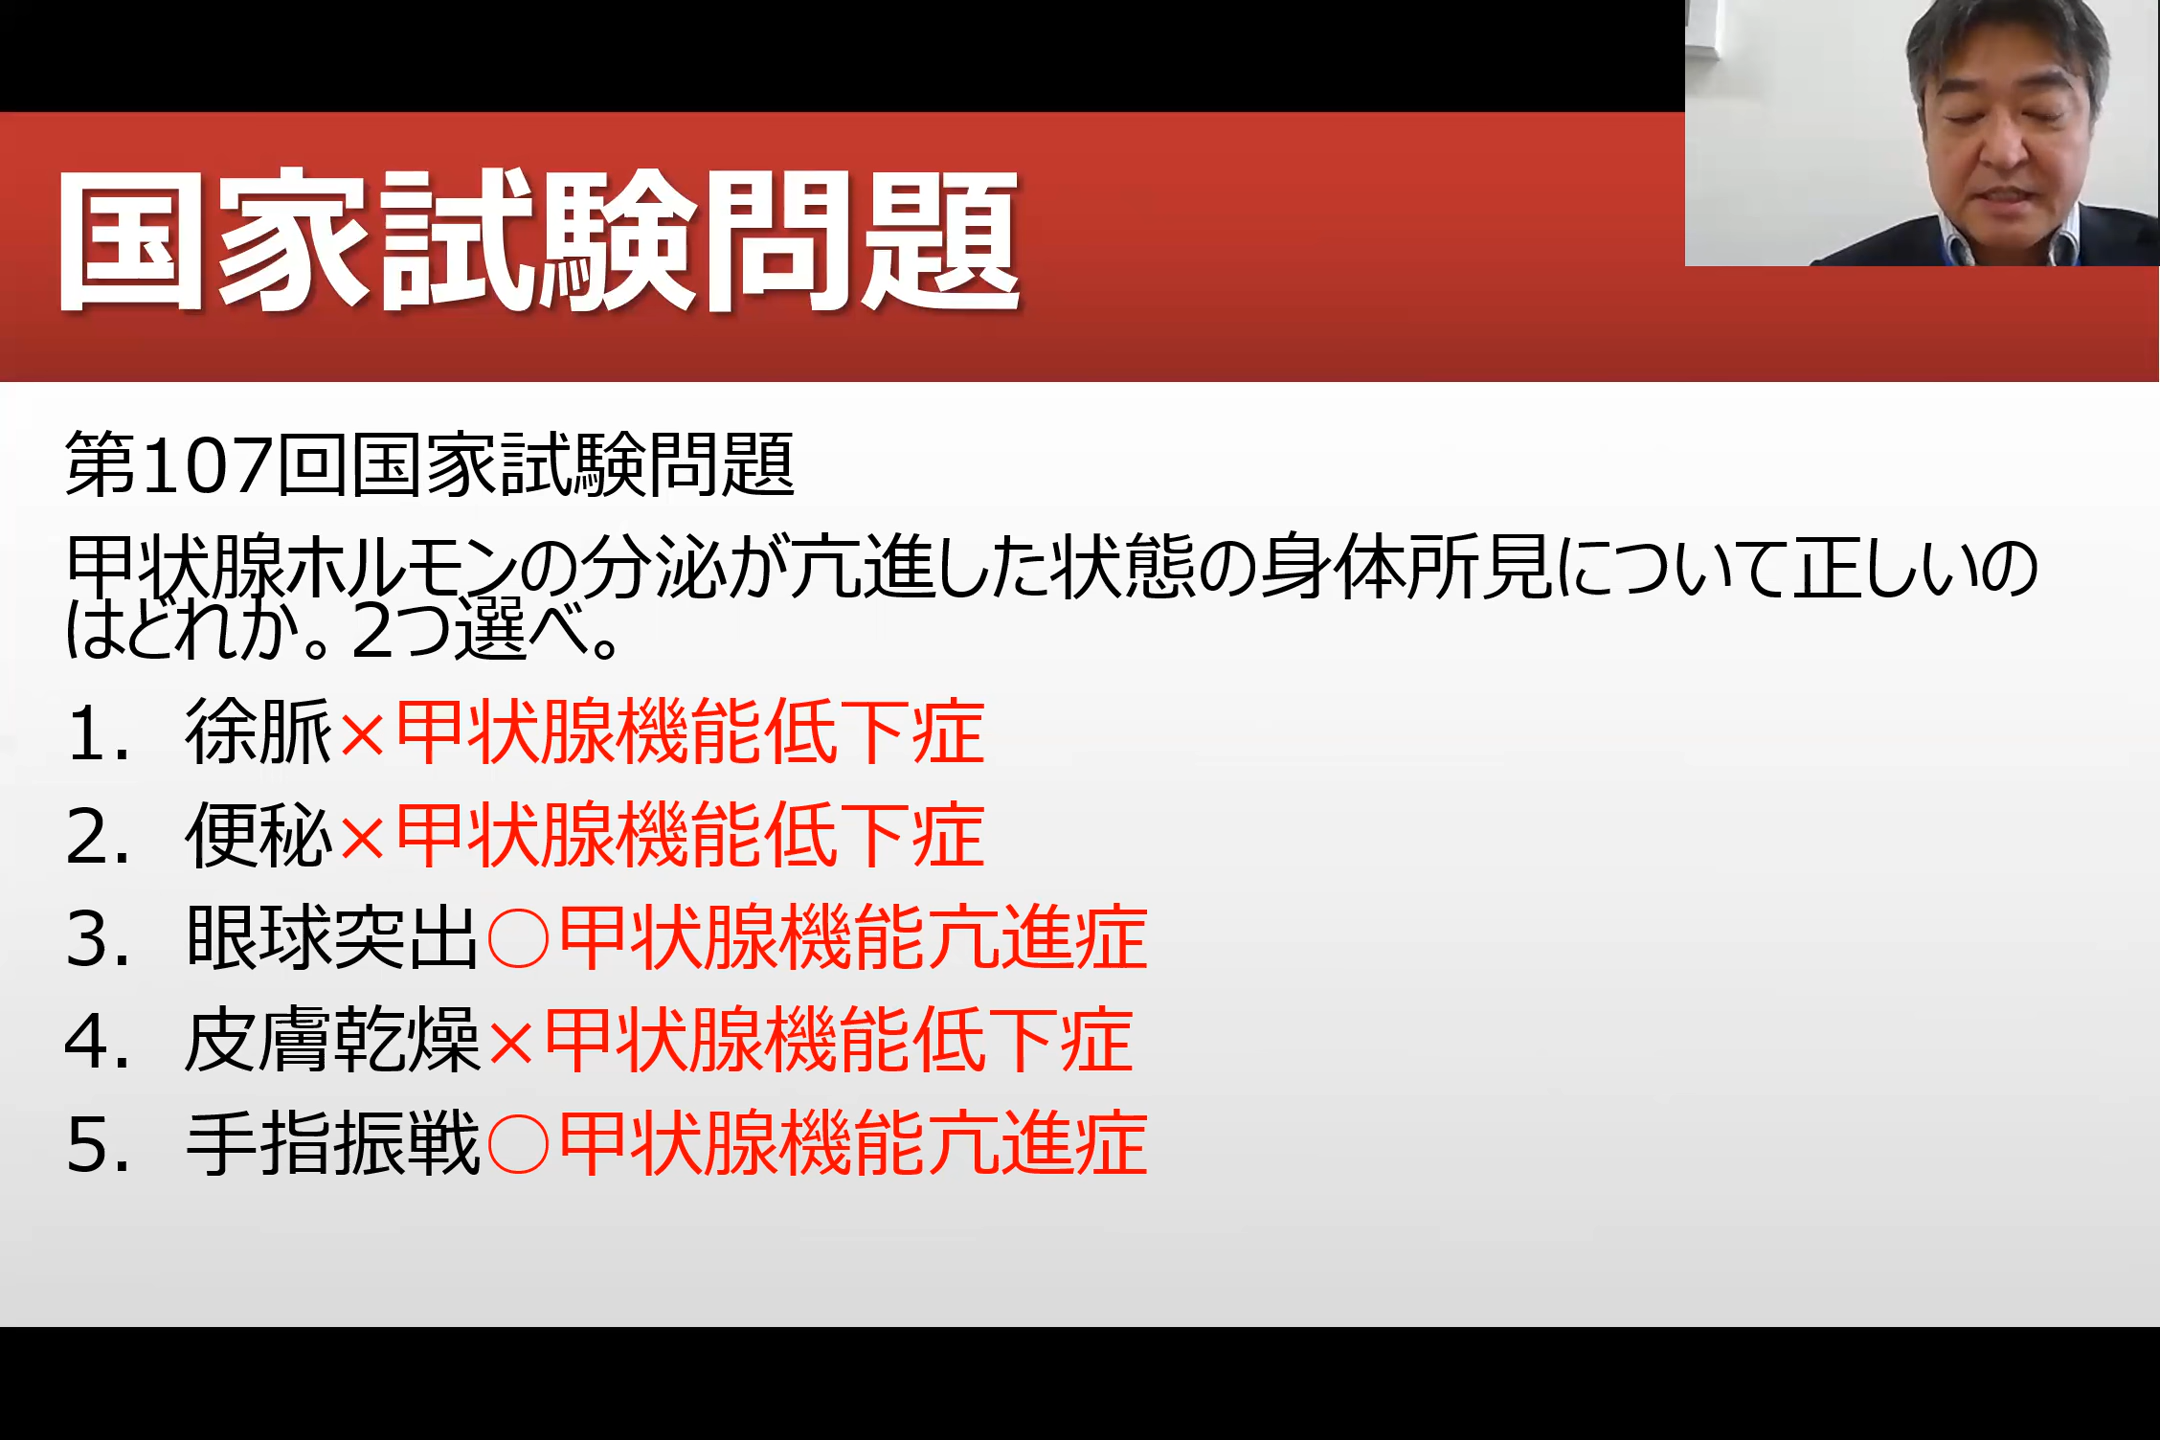 国家試験問題
第107回国家試験問題
甲状腺ホルモンの分泌が亢進した状態の身体所見について正しいの
はどれか。2つ選べ。
1. 徐脈×甲状腺機能低下症
2. 便秘×甲状腺機能低下症
3. 眼球突出○甲状腺機能亢進症
4. 皮膚乾燥×甲状腺機能低下症
5. 手指振戦○甲状腺機能亢進症